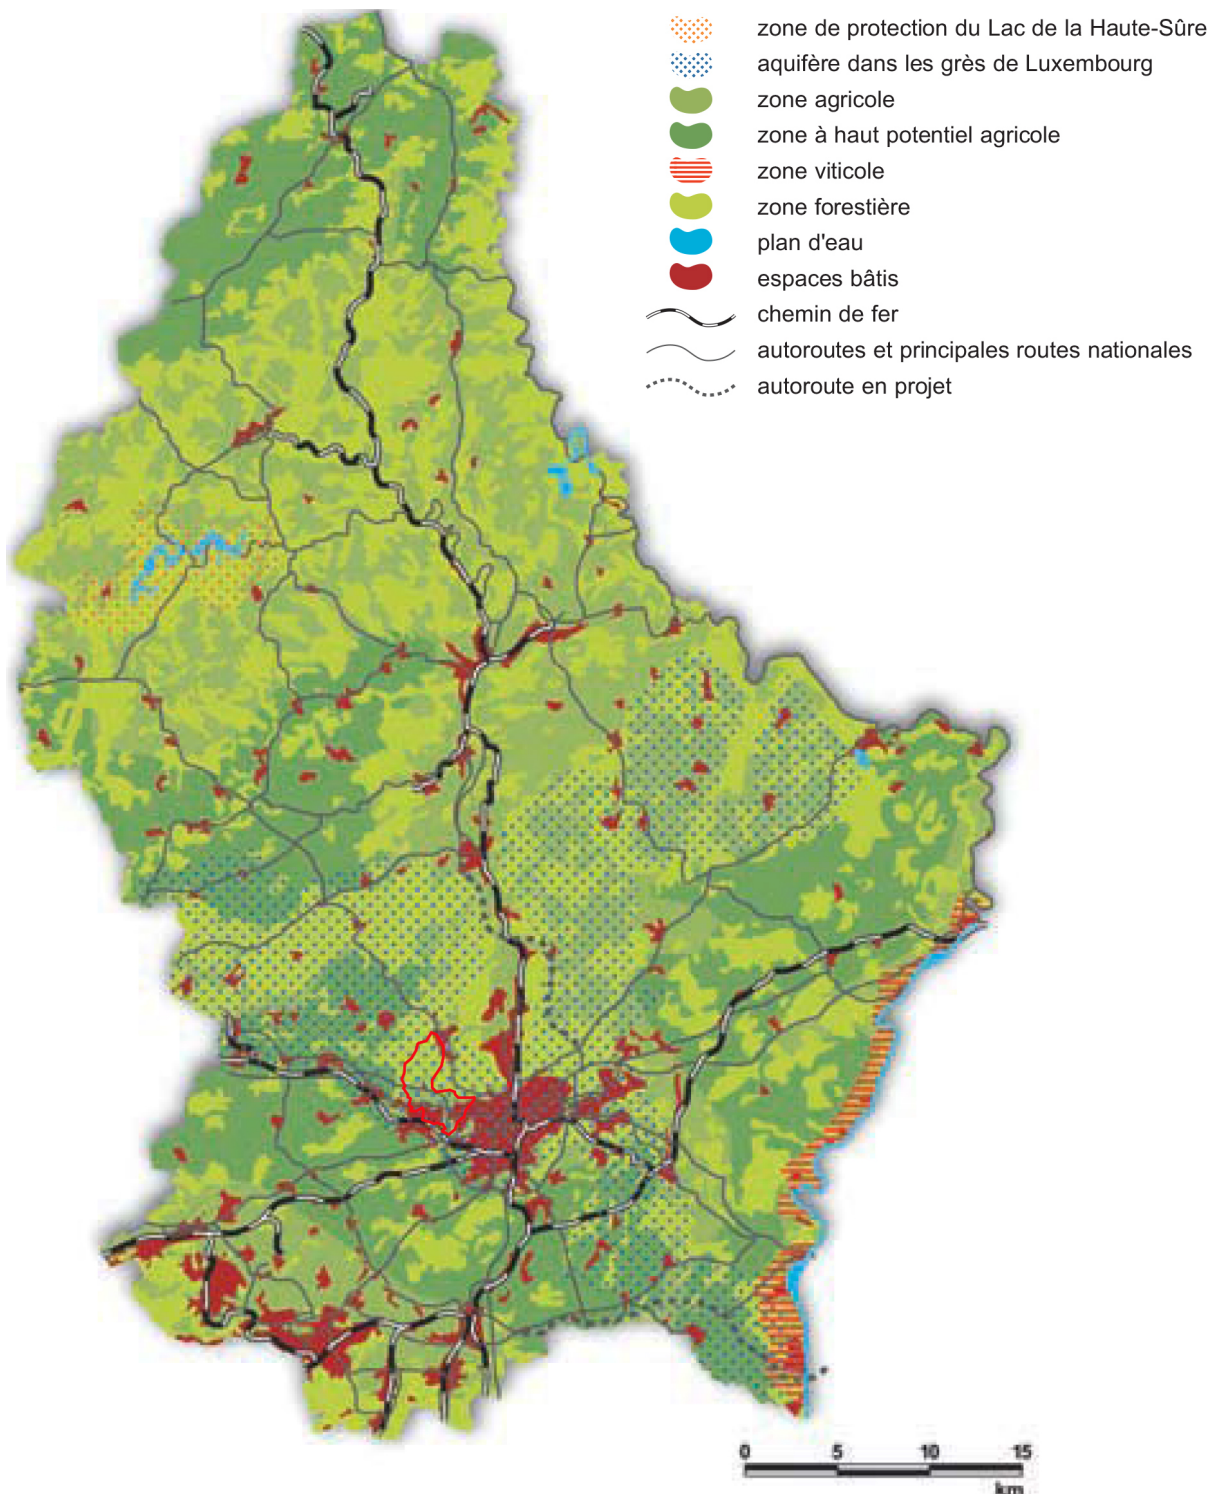 zone de protection du Lac de la Haute-Sûre
aquifère dans les grès de Luxembourg
zone agricole
zone à haut potentiel agricole
zone viticole
zone forestière
plan d'eau
espaces bâtis
chemin de fer
autoroutes et principales routes nationales
autoroute en projet
0 5 10 15
km